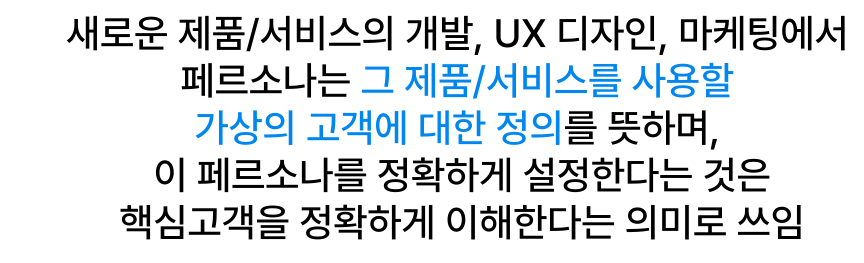 새로운 제품/서비스의 개발, UX 디자인, 마케팅에서
페르소나는 그 제품/서비스를 사용할
가상의 고객에 대한 정의를 뜻하며,
이 페르소나를 정확하게 설정한다는 것은
핵심고객을 정확하게 이해한다는 의미로 쓰임